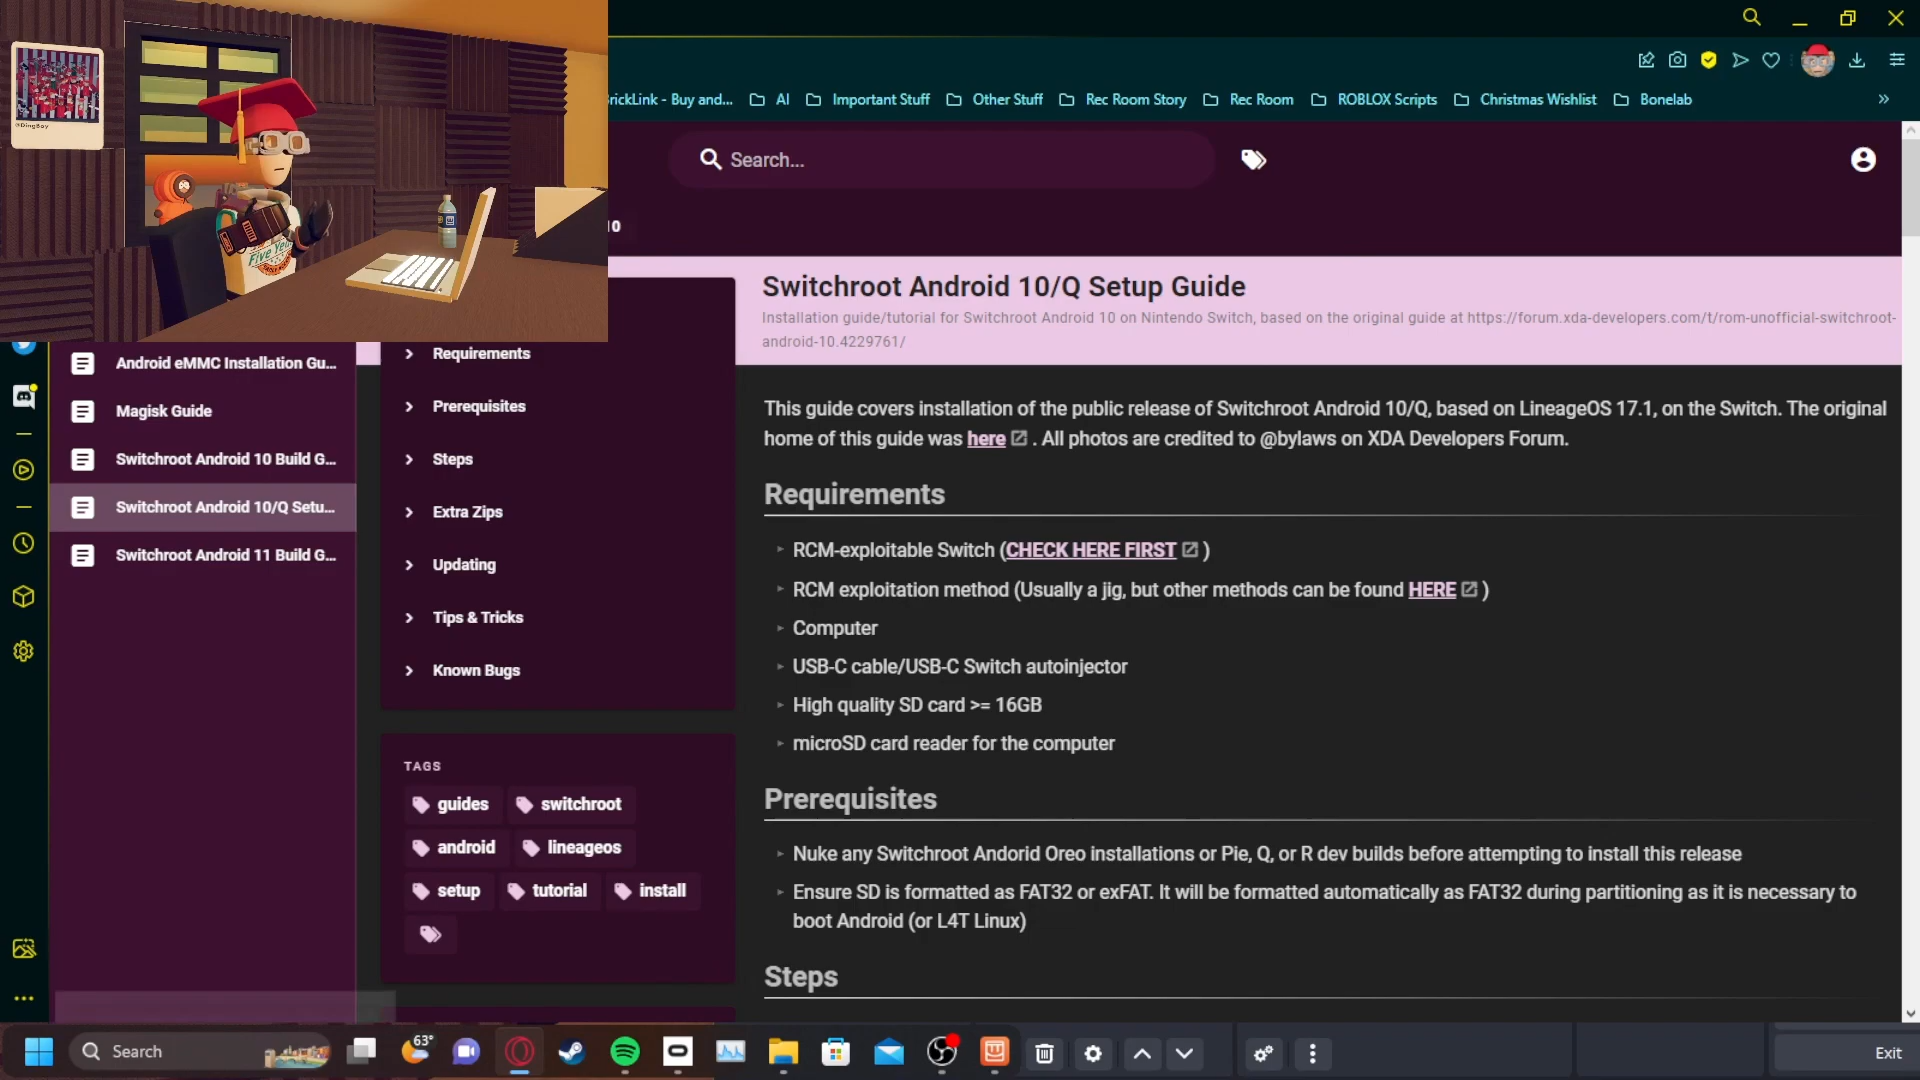 @DingBoy
Five Years
BrickLink - Buy and...
AI
Important Stuff
Other Stuff
Rec Room Story
Rec Room
ROBLOX Scripts
Christmas Wishlist
Bonelab
»
Search...
10
Switchroot Android 10/Q Setup Guide
Installation guide/tutorial for Switchroot Android 10 on Nintendo Switch, based on the original guide at https://forum.xda-developers.com/t/rom-unofficial-switchroot-
android-10.4229761/
Android eMMC Installation Gu...
Magisk Guide
Switchroot Android 10 Build G...
Switchroot Android 10/Q Setu...
Switchroot Android 11 Build G...
Requirements
Prerequisites
Steps
Extra Zips
Updating
Tips & Tricks
Known Bugs
TAGS
guides
switchroot
android
lineageos
setup
tutorial
install
This guide covers installation of the public release of Switchroot Android 10/Q, based on LineageOS 17.1, on the Switch. The original
home of this guide was here . All photos are credited to @bylaws on XDA Developers Forum.
Requirements
RCM-exploitable Switch (CHECK HERE FIRST )
RCM exploitation method (Usually a jig, but other methods can be found HERE )
Computer
USB-C cable/USB-C Switch autoinjector
High quality SD card >= 16GB
microSD card reader for the computer
Prerequisites
Nuke any Switchroot Andorid Oreo installations or Pie, Q, or R dev builds before attempting to install this release
Ensure SD is formatted as FAT32 or exFAT. It will be formatted automatically as FAT32 during partitioning as it is necessary to
boot Android (or L4T Linux)
Steps
Search
63°
Exit